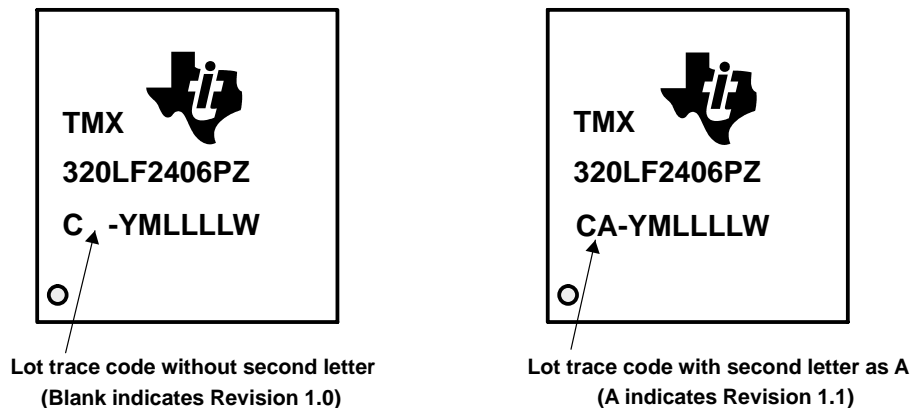 TMX
320LF2406PZ
C -YMLLLLW
Lot trace code without second letter
(Blank indicates Revision 1.0)
TMX
320LF2406PZ
CA-YMLLLLW
Lot trace code with second letter as A
(A indicates Revision 1.1)